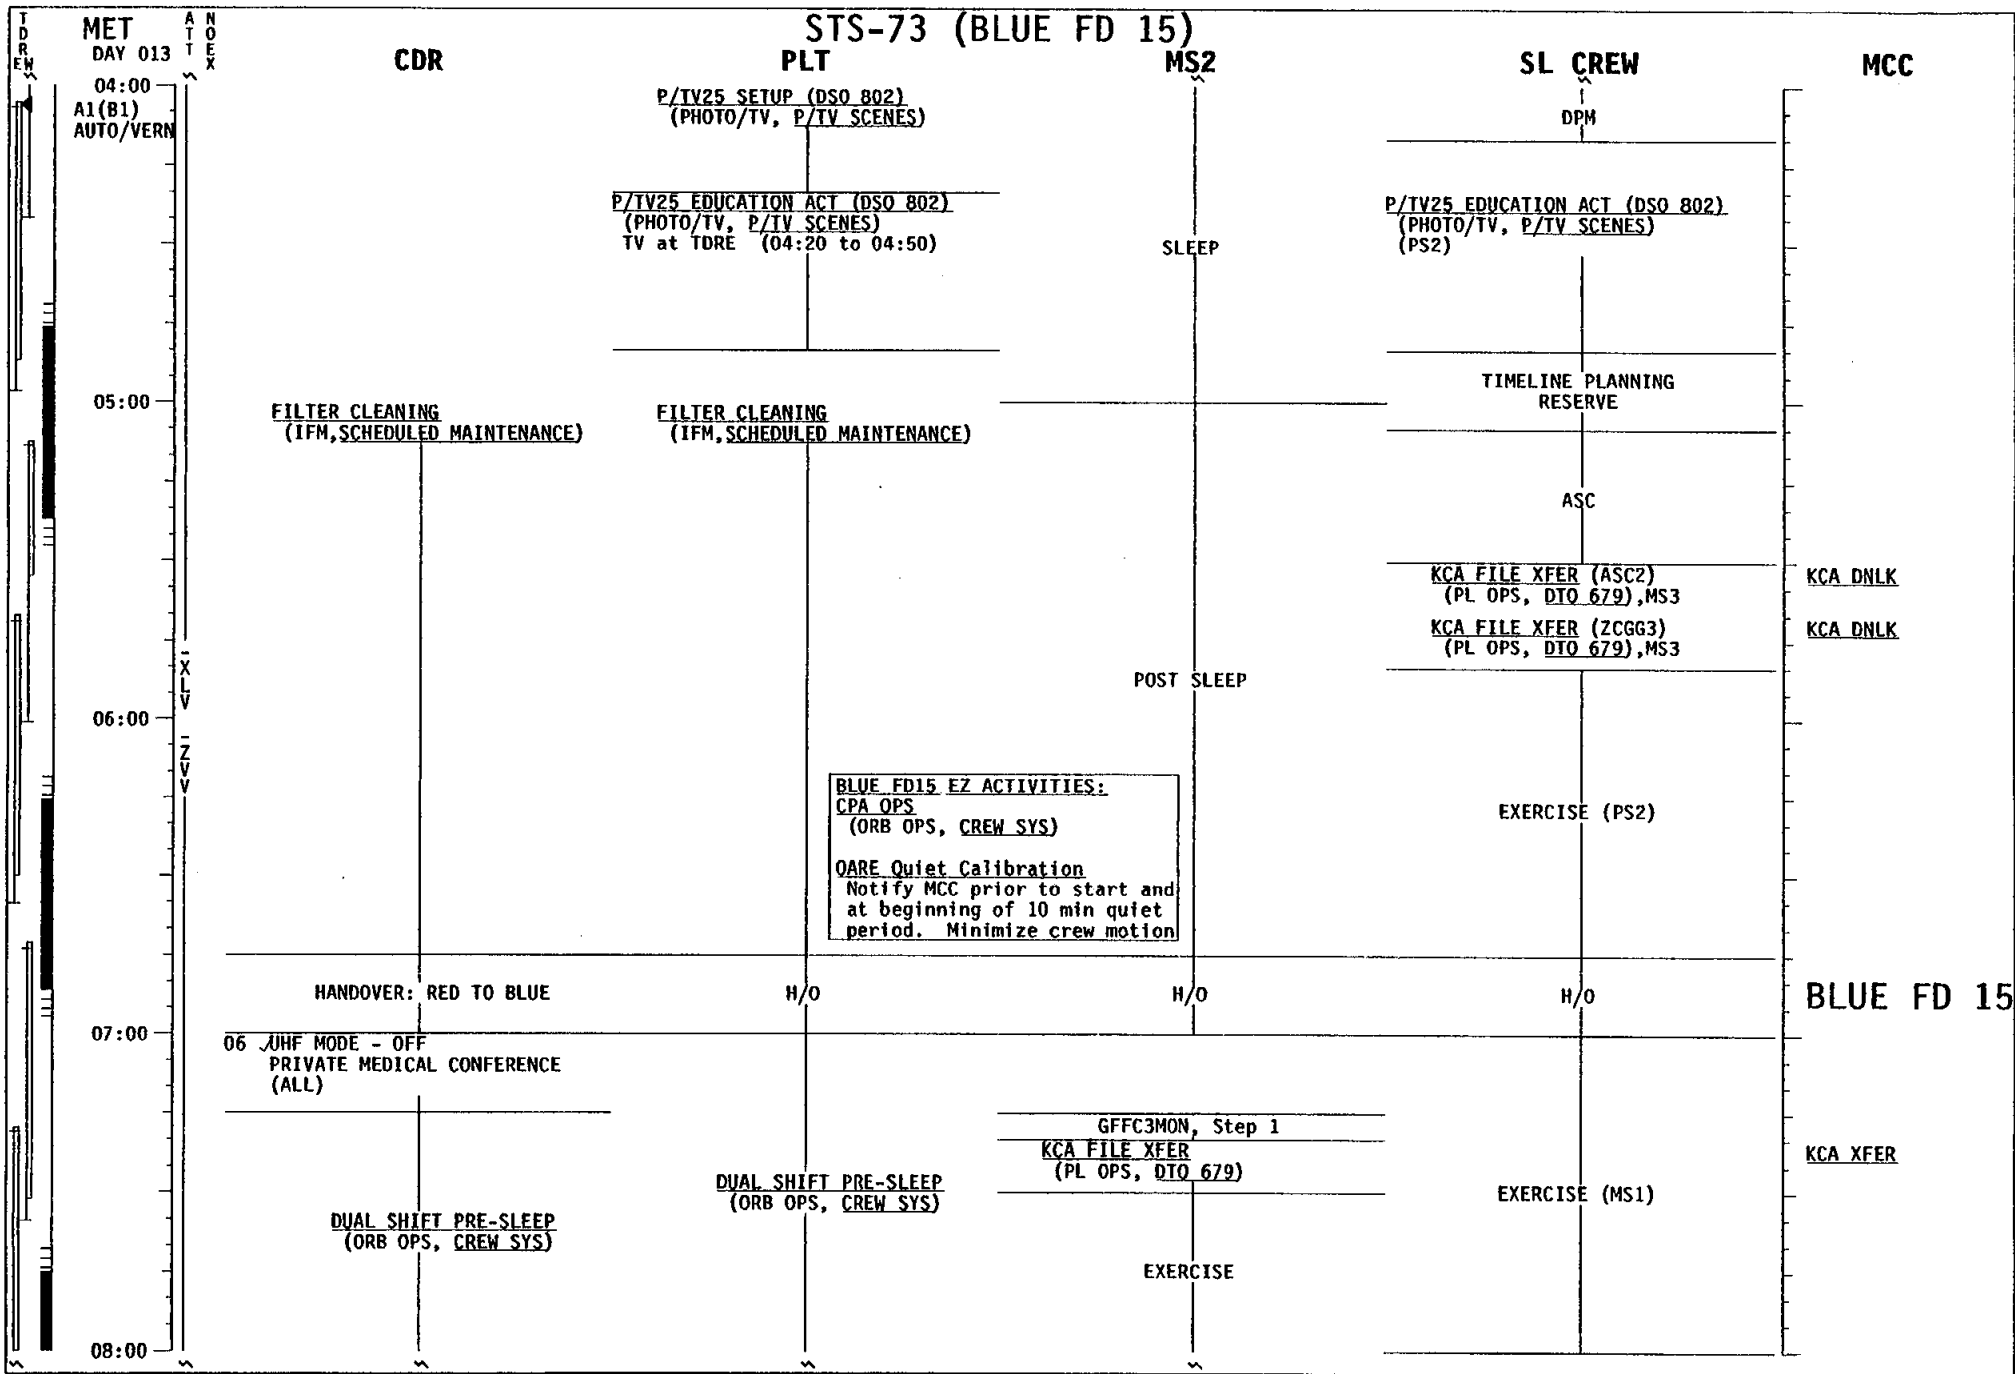 STS-73 (BLUE FD 15)
TDRE W
MET
DAY 013
ATT
NOEX
CDR
PLT
MS2
SL CREW
MCC
04:00
A1(B1)
AUTO/VERN
P/TV25 SETUP (DSO 802)
(PHOTO/TV, P/TV SCENES)
DPM
P/TV25 EDUCATION ACT (DSO 802)
(PHOTO/TV, P/TV SCENES)
TV at TDRE (04:20 to 04:50)
SLEEP
P/TV25 EDUCATION ACT (DSO 802)
(PHOTO/TV, P/TV SCENES)
(PS2)
TIMELINE PLANNING
RESERVE
05:00
FILTER CLEANING
(IFM,SCHEDULED MAINTENANCE)
FILTER CLEANING
(IFM,SCHEDULED MAINTENANCE)
ASC
KCA FILE XFER (ASC2)
(PL OPS, DTO 679),MS3
KCA DNLK
KCA FILE XFER (ZCGG3)
(PL OPS, DTO 679),MS3
KCA DNLK
-XLV
POST SLEEP
06:00
-ZVV
BLUE FD15 EZ ACTIVITIES:
CPA OPS
(ORB OPS, CREW SYS)
OARE Quiet Calibration
Notify MCC prior to start and
at beginning of 10 min quiet
period. Minimize crew motion
EXERCISE (PS2)
HANDOVER: RED TO BLUE
H/O
H/O
H/O
BLUE FD 15
07:00
06 √UHF MODE - OFF
PRIVATE MEDICAL CONFERENCE
(ALL)
GFFC3MON, Step 1
KCA FILE XFER
(PL OPS, DTO 679)
KCA XFER
DUAL SHIFT PRE-SLEEP
(ORB OPS, CREW SYS)
EXERCISE (MS1)
DUAL SHIFT PRE-SLEEP
(ORB OPS, CREW SYS)
EXERCISE
08:00